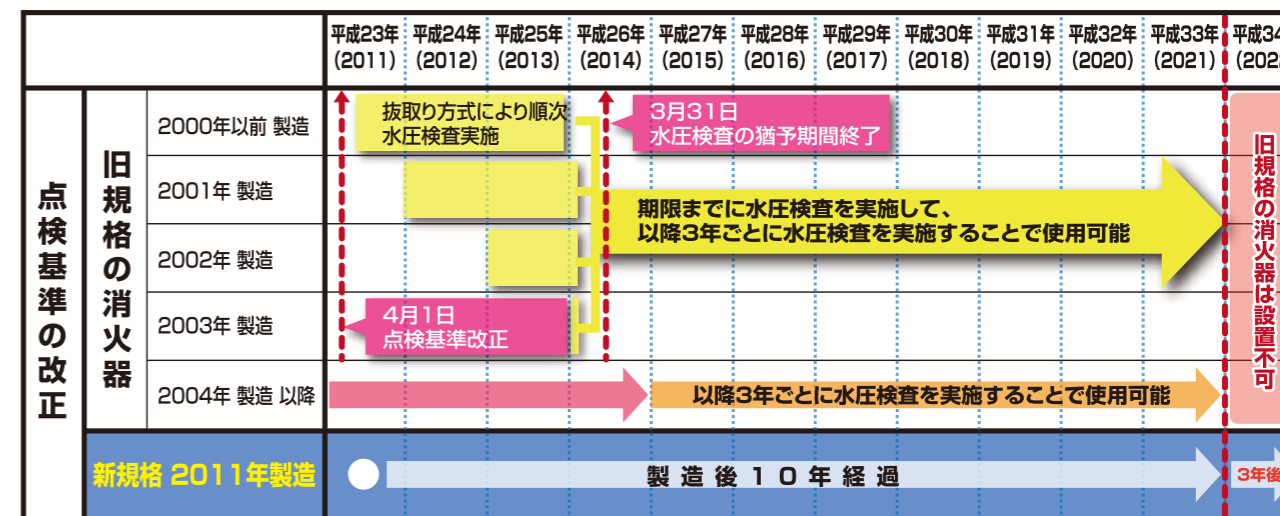 平成23年 平成24年 平成25年 平成26年 平成27年 平成28年 平成29年 平成30年 平成31年 平成32年 平成33年 平成34
(2011) (2012) (2013) (2014) (2015) (2016) (2017) (2018) (2019) (2020) (2021) (202
点検基準の改正
旧規格の消火器
2000年以前 製造
抜取り方式により順次
水圧検査実施
3月31日
水圧検査の猶予期間終了
2001年 製造
期限までに水圧検査を実施して、
以降3年ごとに水圧検査を実施することで使用可能
2002年 製造
2003年 製造
4月1日
点検基準改正
2004年 製造 以降
以降3年ごとに水圧検査を実施することで使用可能
旧規格の消火器は設置不可
新規格 2011年製造
製造後10年経過
3年後